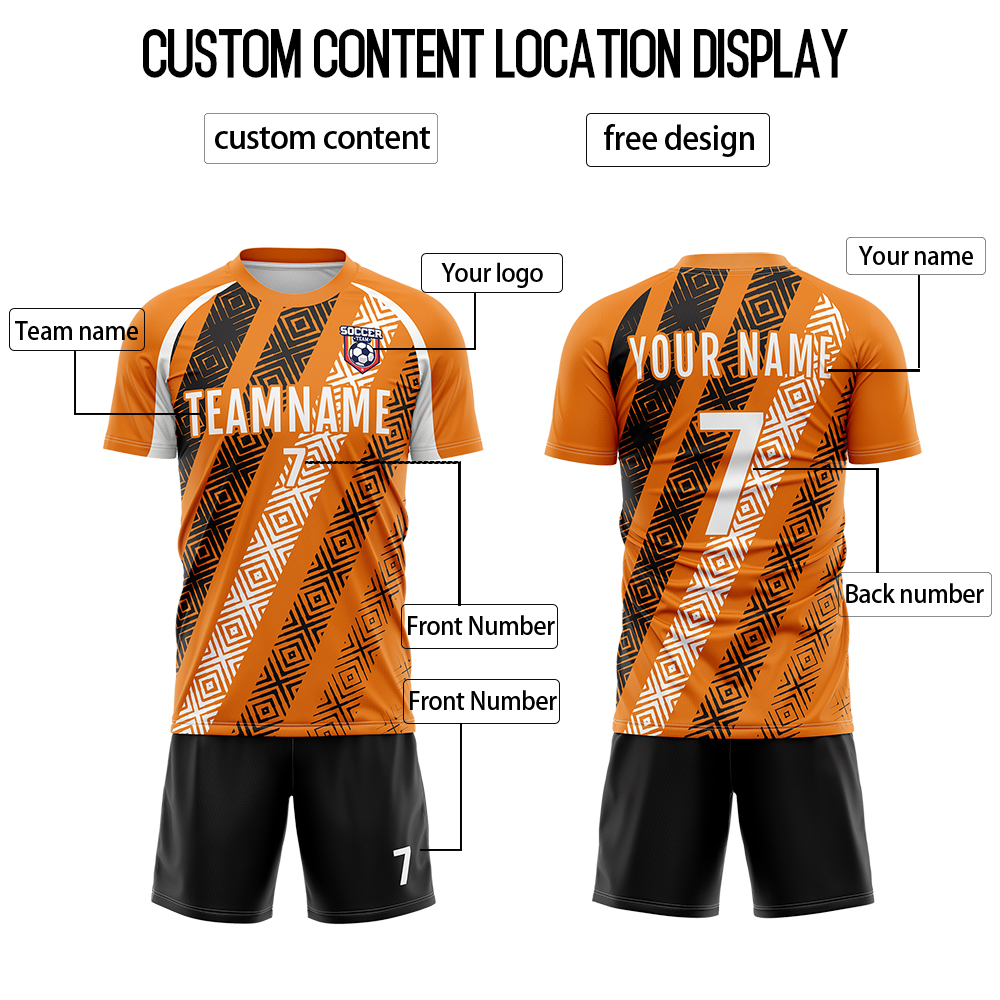 CUSTOM CONTENT LOCATION DISPLAY
custom content
free design
Your logo
Your name
Team name
SOCCER
TEAM
YOUR NAME
TEAMNAME
7
7
Back number
Front Number
Front Number
7